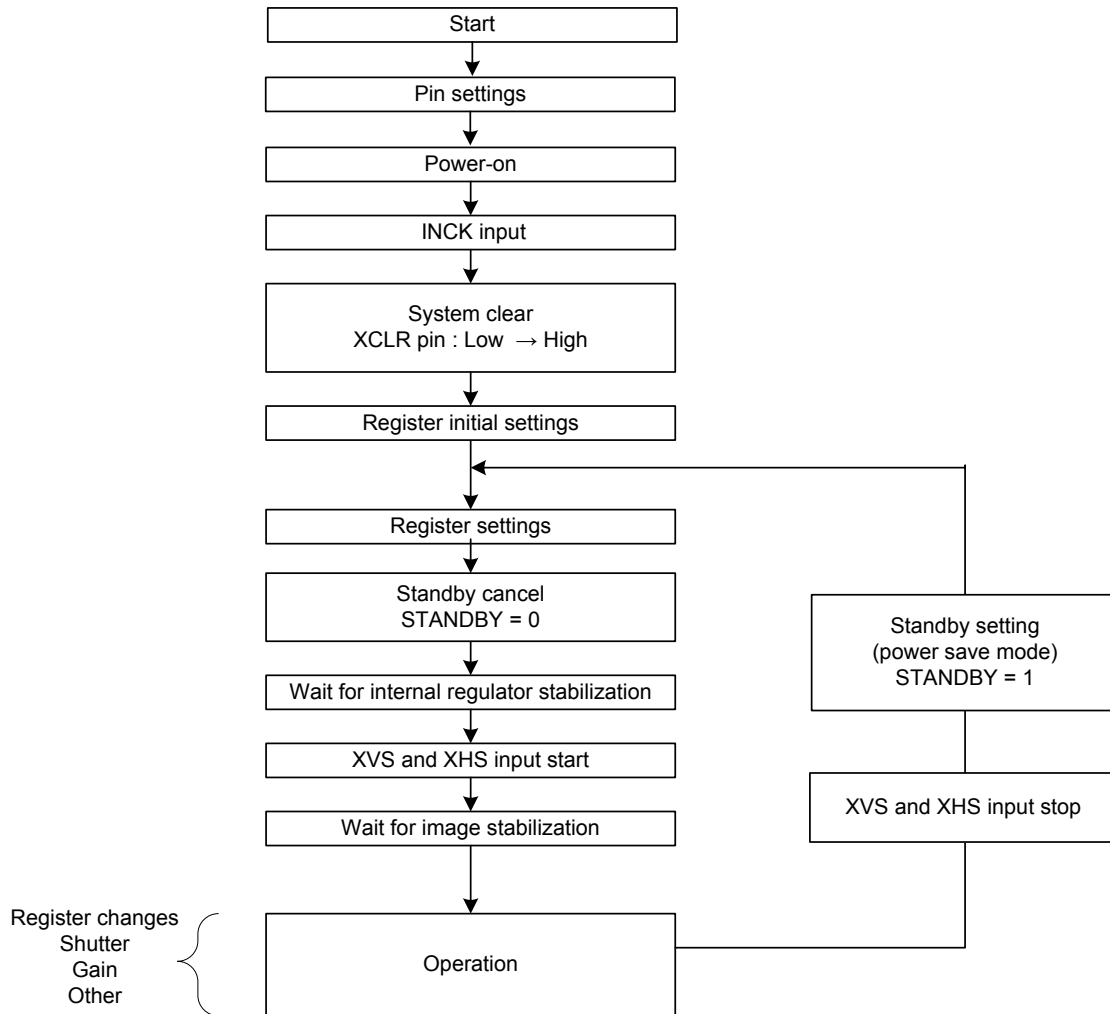 Start
Pin settings
Power-on
INCK input
System clear
XCLR pin : Low → High
Register initial settings
Register settings
Standby cancel
STANDBY = 0
Wait for internal regulator stabilization
XVS and XHS input start
Wait for image stabilization
Operation
Register changes
Shutter
Gain
Other
Standby setting
(power save mode)
STANDBY = 1
XVS and XHS input stop